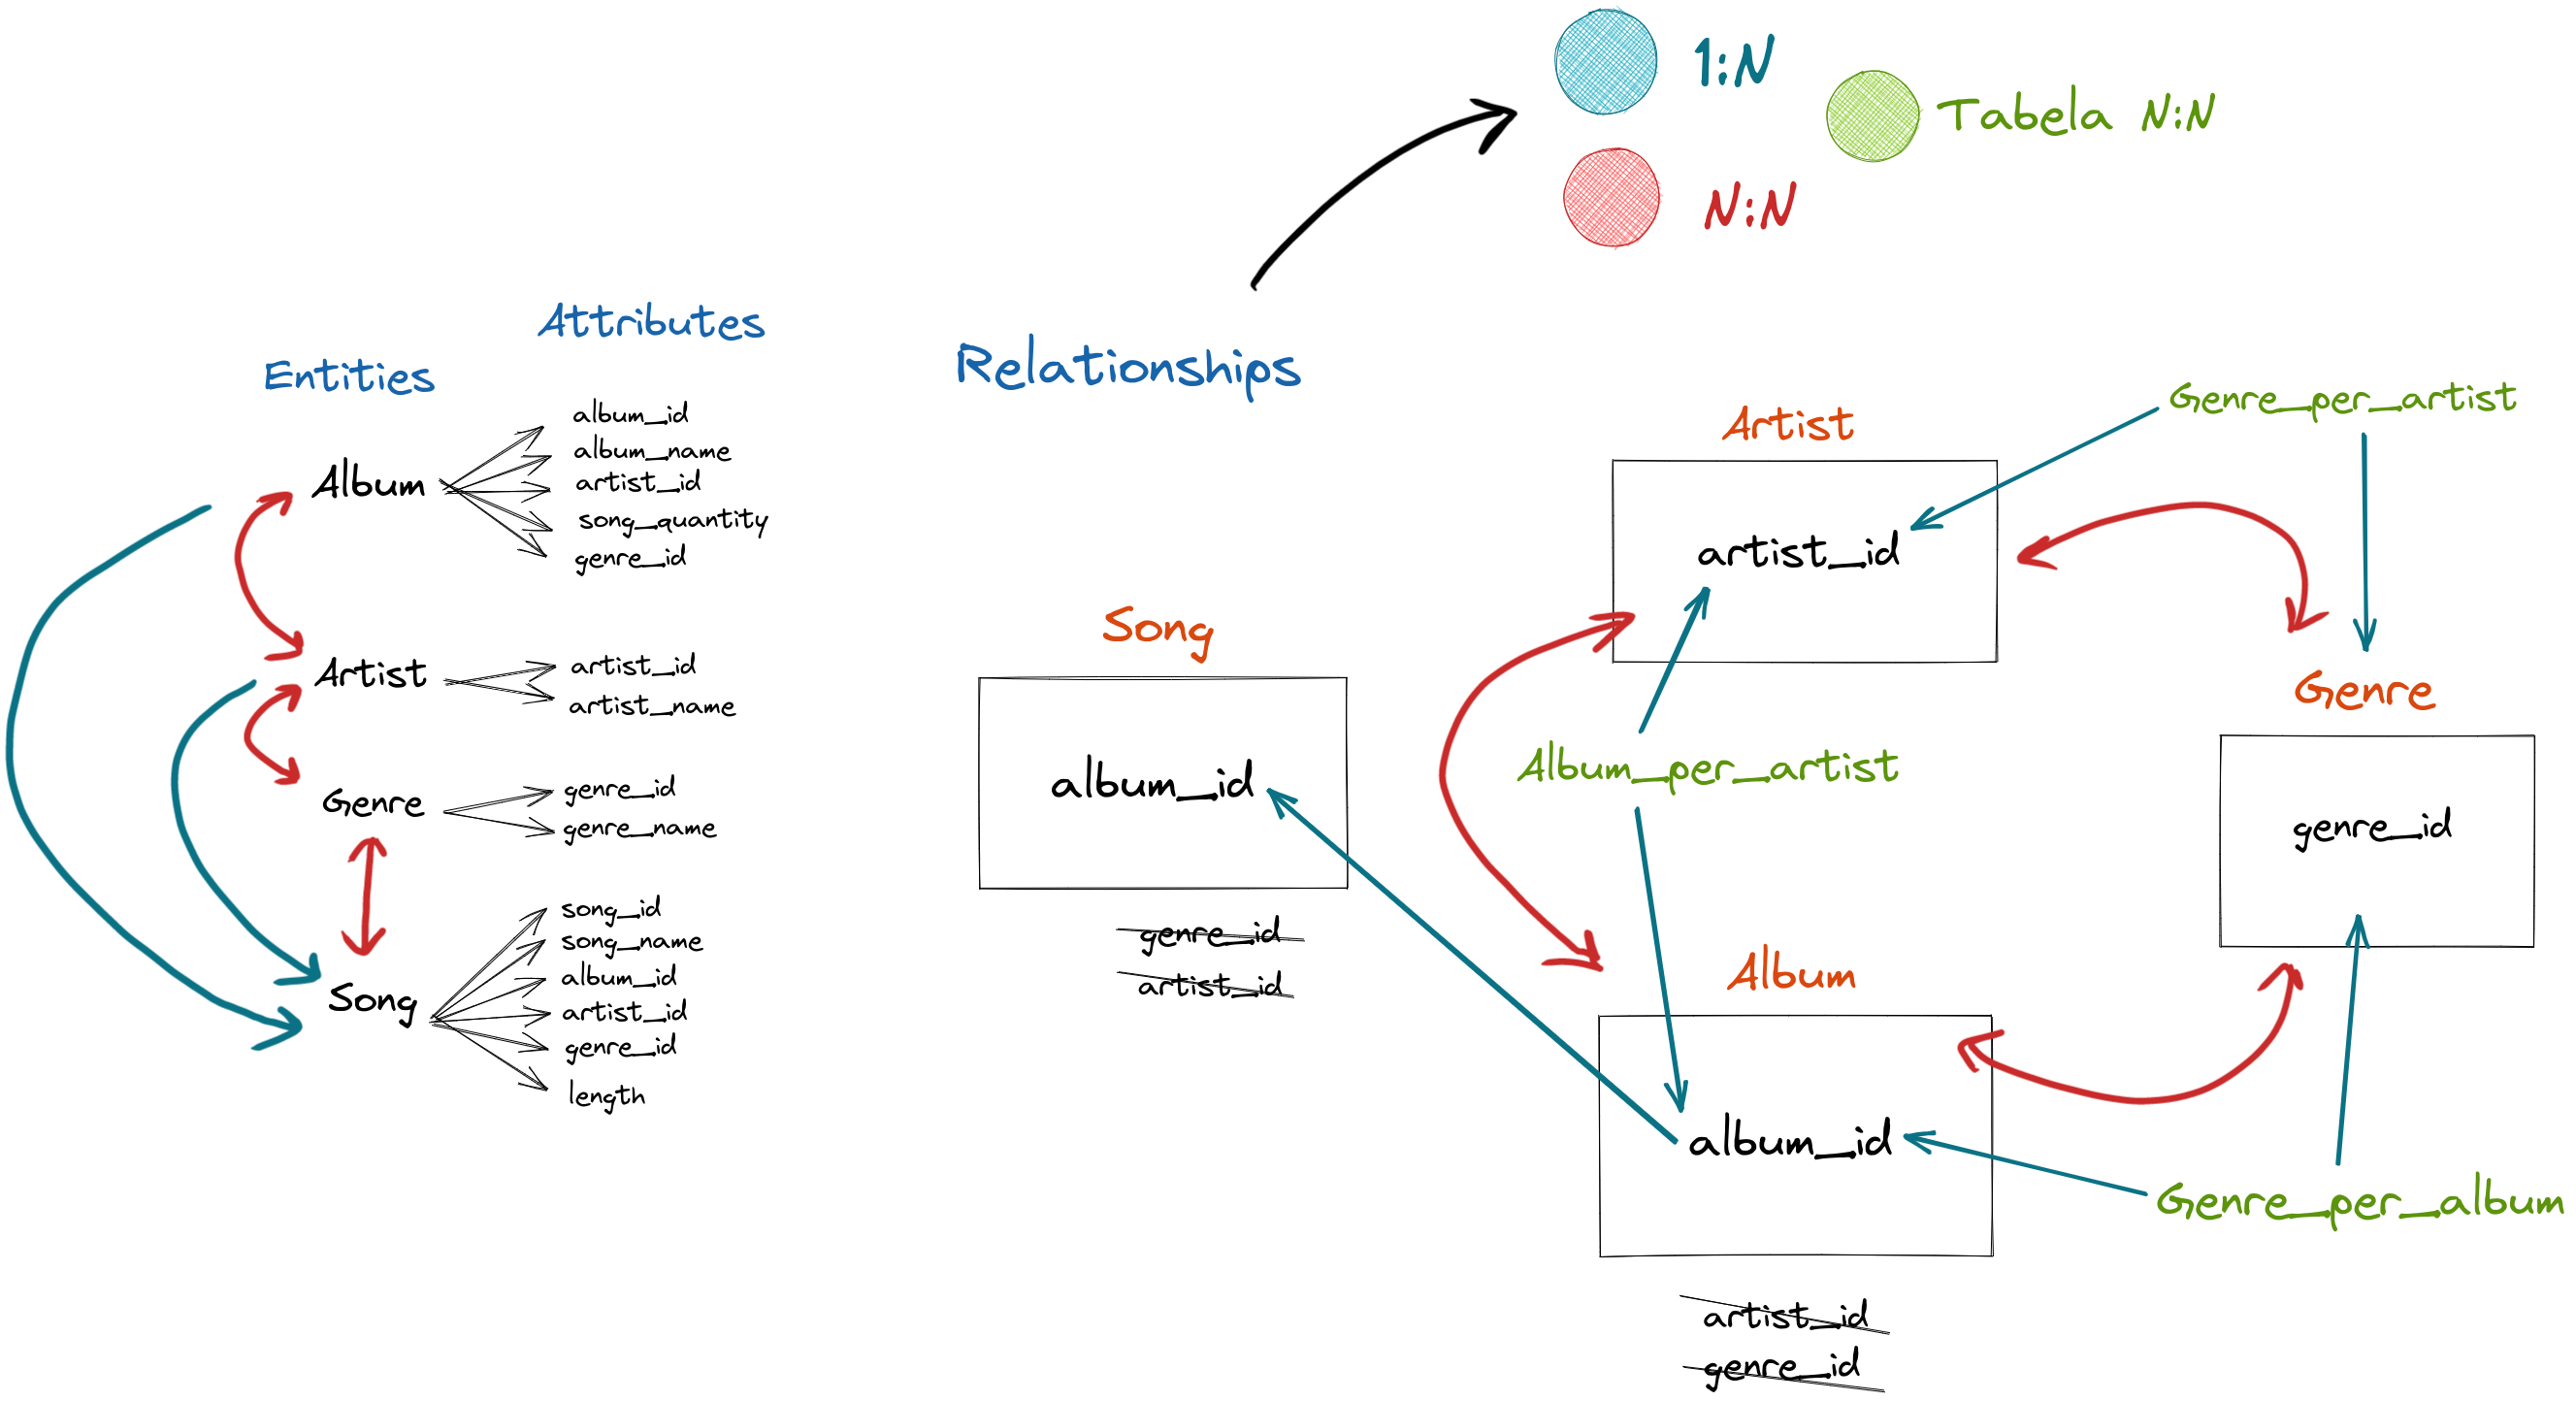 1:N
Tabela N:N
N:N
Attributes
Entities
Relationships
album_id
album_name
Album
artist_id
song_quantity
genre_id
Artist
artist_id
artist_name
Genre
genre_id
genre_name
Song
song_id
song_name
album_id
artist_id
genre_id
length
Song
album_id
genre_id
artist_id
Artist
artist_id
Genre_per_artist
Album_per_artist
Genre
genre_id
Album
album_id
Genre_per_album
artist_id
genre_id